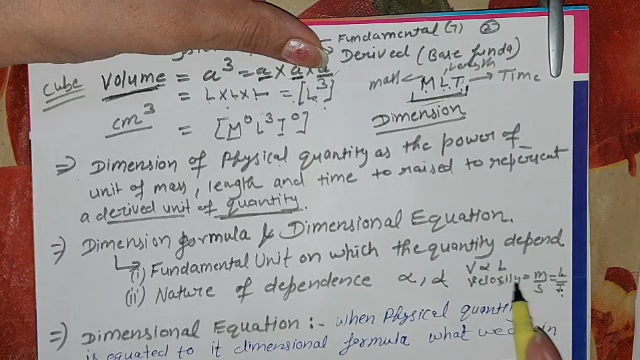 Fundamental (7) ②
Derived (Base funda)
Cube Volume = a³ = a × a × a
mass ← M L T → Time
Length
= L × L × L = [L³]
cm³ = [M⁰ L³ T⁰]
Dimension
⇒ Dimension of Physical quantity as the power of
unit of mass, length and time to raised to represent
a derived unit of quantity.
⇒ Dimension formula & Dimensional Equation.
(i) Fundamental Unit on which the quantity depend
(ii) Nature of dependence ∝, ∝
V ∝ L
Velosity = m/s = L/T
⇒ Dimensional Equation :- when Physical
is equated to it dimensional formula what we